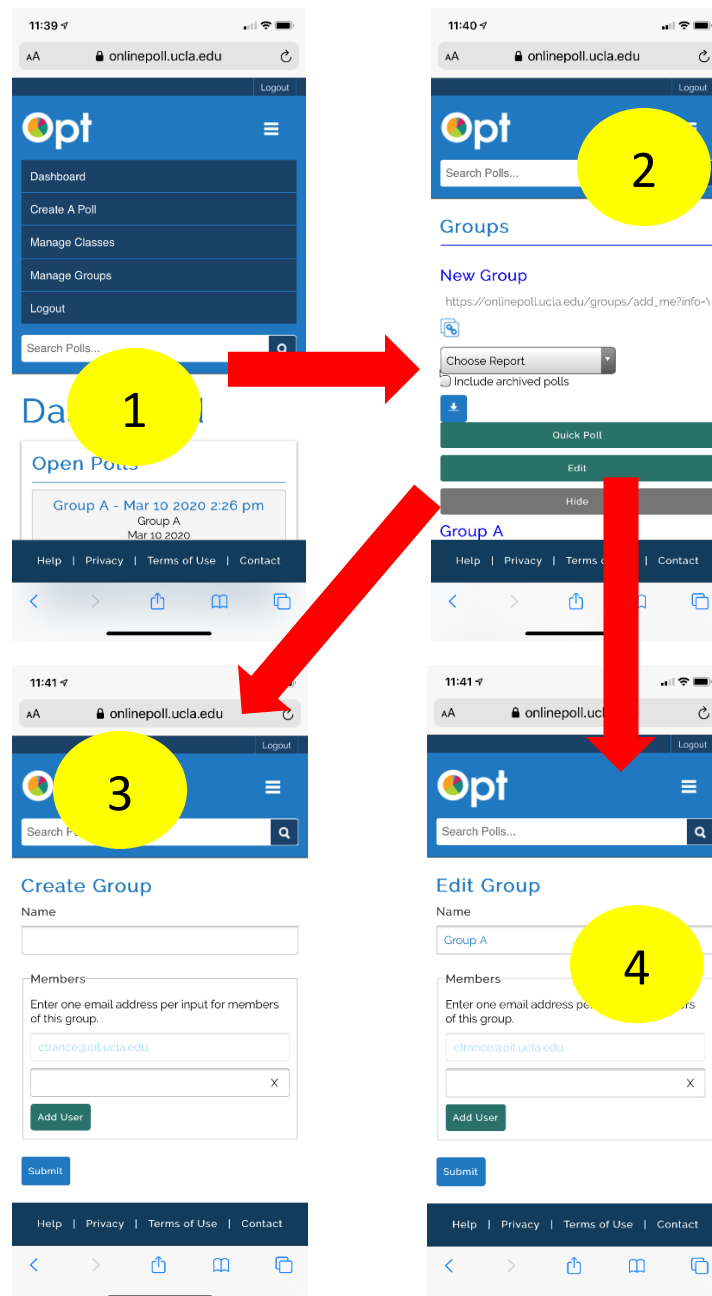 11:39
AA onlinepoll.ucla.edu
Logout
Opt
Dashboard
Create A Poll
Manage Classes
Manage Groups
Logout
Search Polls...
1
Open Polls
Group A - Mar 10 2020 2:26 pm
Group A
Mar 10 2020
Help | Privacy | Terms of Use | Contact
11:40
AA onlinepoll.ucla.edu
Logout
Opt
Search Polls...
2
Groups
New Group
https://onlinepoll.ucla.edu/groups/add_me?info=
Choose Report
Include archived polls
Quick Poll
Edit
Hide
Group A
Help | Privacy | Terms | Contact
11:41
AA onlinepoll.ucla.edu
Logout
3
Search
Create Group
Name
Members
Enter one email address per input for members
of this group.
ctrance@oit.ucla.edu
X
Add User
Submit
Help | Privacy | Terms of Use | Contact
11:41
AA onlinepoll.ucl
Logout
Opt
Search Polls...
Edit Group
Name
Group A
4
Members
Enter one email address
of this group.
ctrance@oit.ucla.edu
X
Add User
Submit
Help | Privacy | Terms of Use | Contact